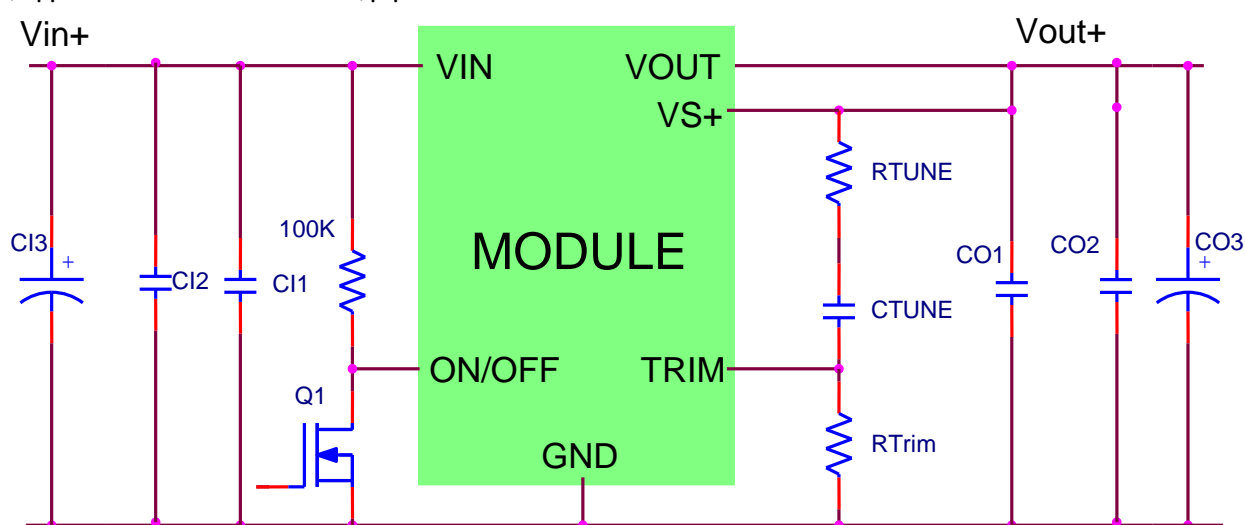 Vin+
Vout+
VIN
VOUT
VS+
RTUNE
100K
CI3
+
CI2
CI1
MODULE
CO1
CO2
CO3
+
CTUNE
ON/OFF
TRIM
Q1
RTrim
GND